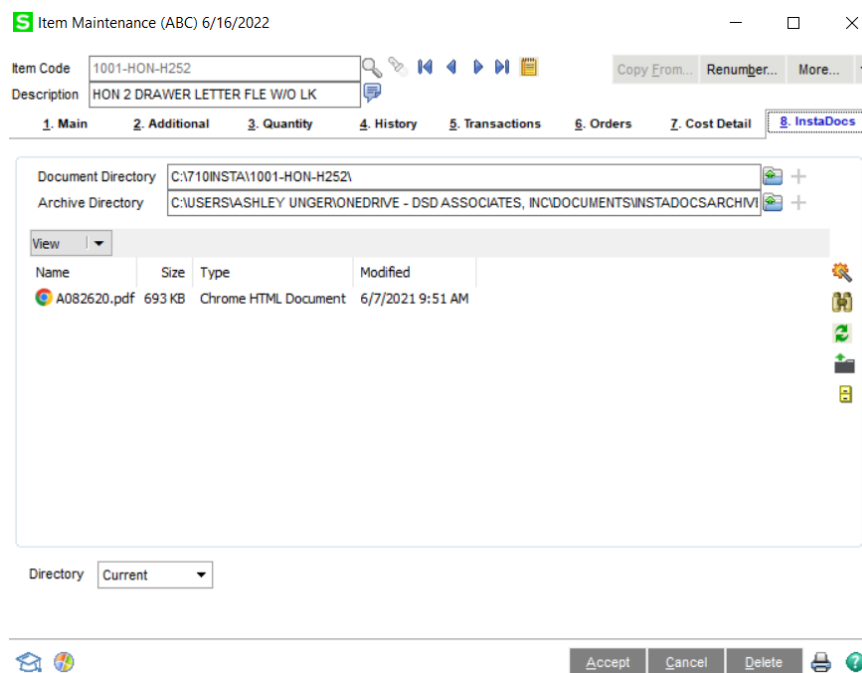 S Item Maintenance (ABC) 6/16/2022
Item Code 1001-HON-H252 Copy From... Renumber... More...
Description HON 2 DRAWER LETTER FLE W/O LK
1. Main 2. Additional 3. Quantity 4. History 5. Transactions 6. Orders 7. Cost Detail 8. InstaDocs
Document Directory C:\710INSTA\1001-HON-H252\
Archive Directory C:\USERS\ASHLEY UNGER\ONEDRIVE - DSD ASSOCIATES, INC\DOCUMENTS\INSTADOCSARCHIVE
View
Name Size Type Modified
A082620.pdf 693 KB Chrome HTML Document 6/7/2021 9:51 AM
Directory Current
Accept Cancel Delete ?